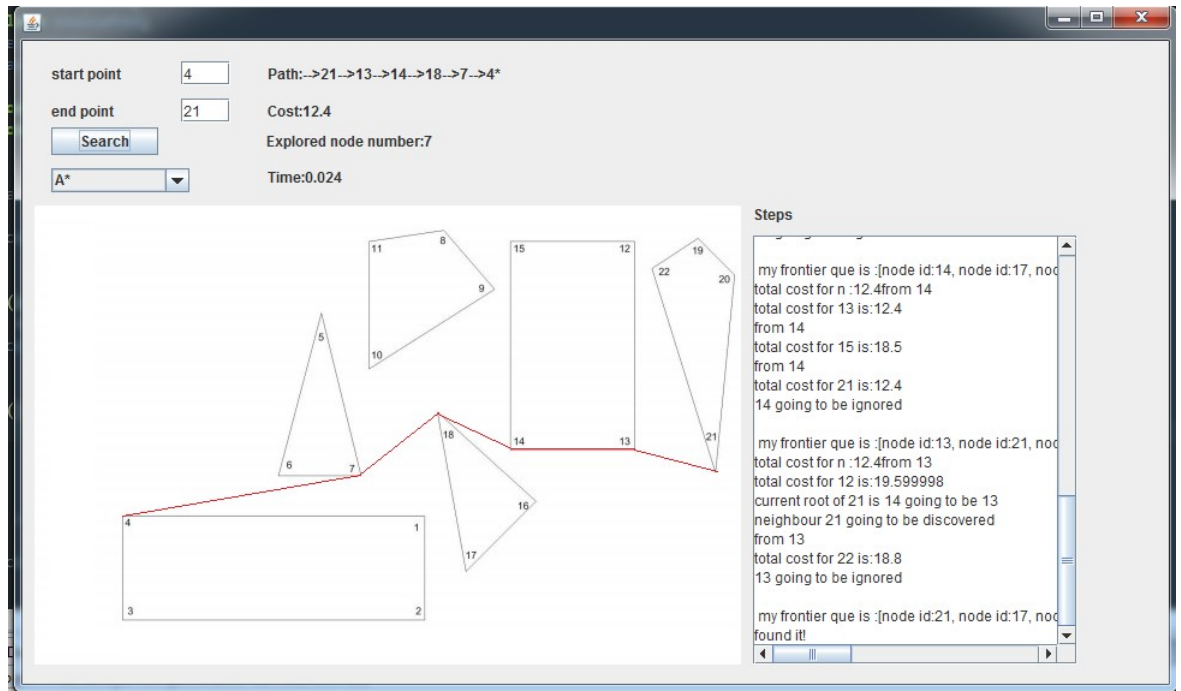 start point 4 Path:-->21-->13-->14-->18-->7-->4*
end point 21 Cost:12.4
Search Explored node number:7
A* Time:0.024
Steps
11
8
15
12
19
22
20
9
5
10
18
14
13
21
6
7
16
4
1
17
3
2
my frontier que is :[node id:14, node id:17, nod
total cost for n :12.4from 14
total cost for 13 is:12.4
from 14
total cost for 15 is:18.5
from 14
total cost for 21 is:12.4
14 going to be ignored
my frontier que is :[node id:13, node id:21, nod
total cost for n :12.4from 13
total cost for 12 is:19.599998
current root of 21 is 14 going to be 13
neighbour 21 going to be discovered
from 13
total cost for 22 is:18.8
13 going to be ignored
my frontier que is :[node id:21, node id:17, nod
found it!